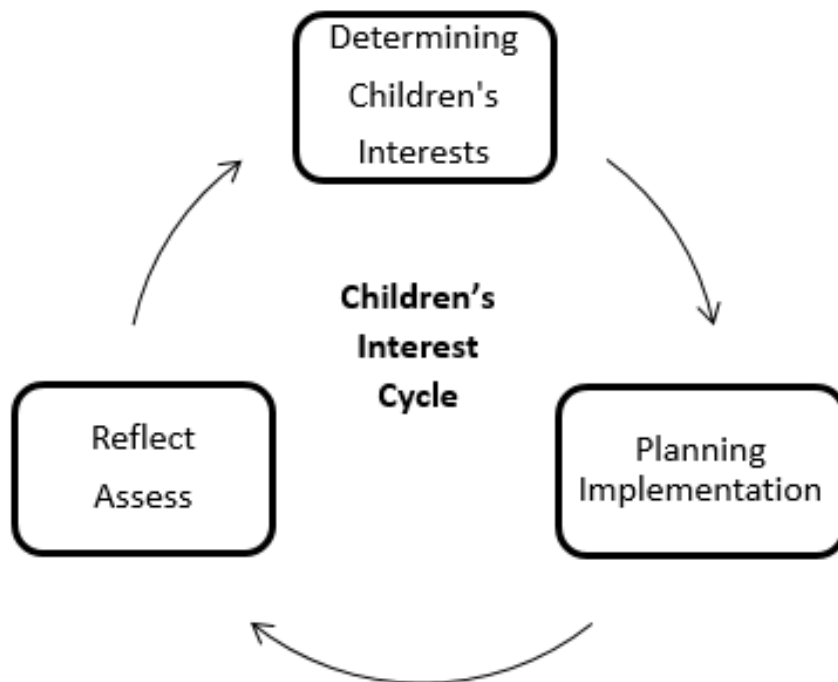 Determining
Children's
Interests
Children’s
Interest
Cycle
Reflect
Assess
Planning
Implementation